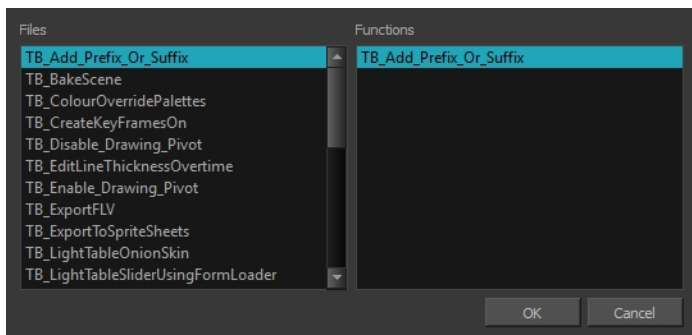 Files
TB_Add_Prefix_Or_Suffix
TB_BakeScene
TB_ColourOverridePalettes
TB_CreateKeyFramesOn
TB_Disable_Drawing_Pivot
TB_EditLineThicknessOvertime
TB_Enable_Drawing_Pivot
TB_ExportFLV
TB_ExportToSpriteSheets
TB_LightTableOnionSkin
TB_LightTableSliderUsingFormLoader
Functions
TB_Add_Prefix_Or_Suffix
OK
Cancel